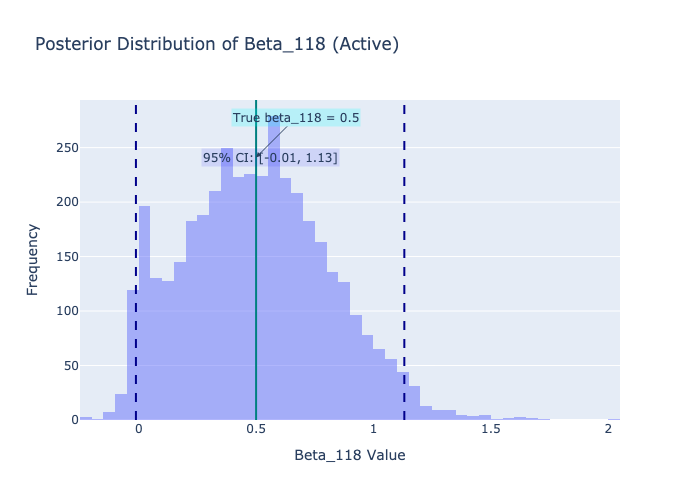 Posterior Distribution of Beta_118 (Active)
True beta_118 = 0.5
95% CI: [-0.01, 1.13]
250
200
150
100
50
0
Frequency
0 0.5 1 1.5 2
Beta_118 Value